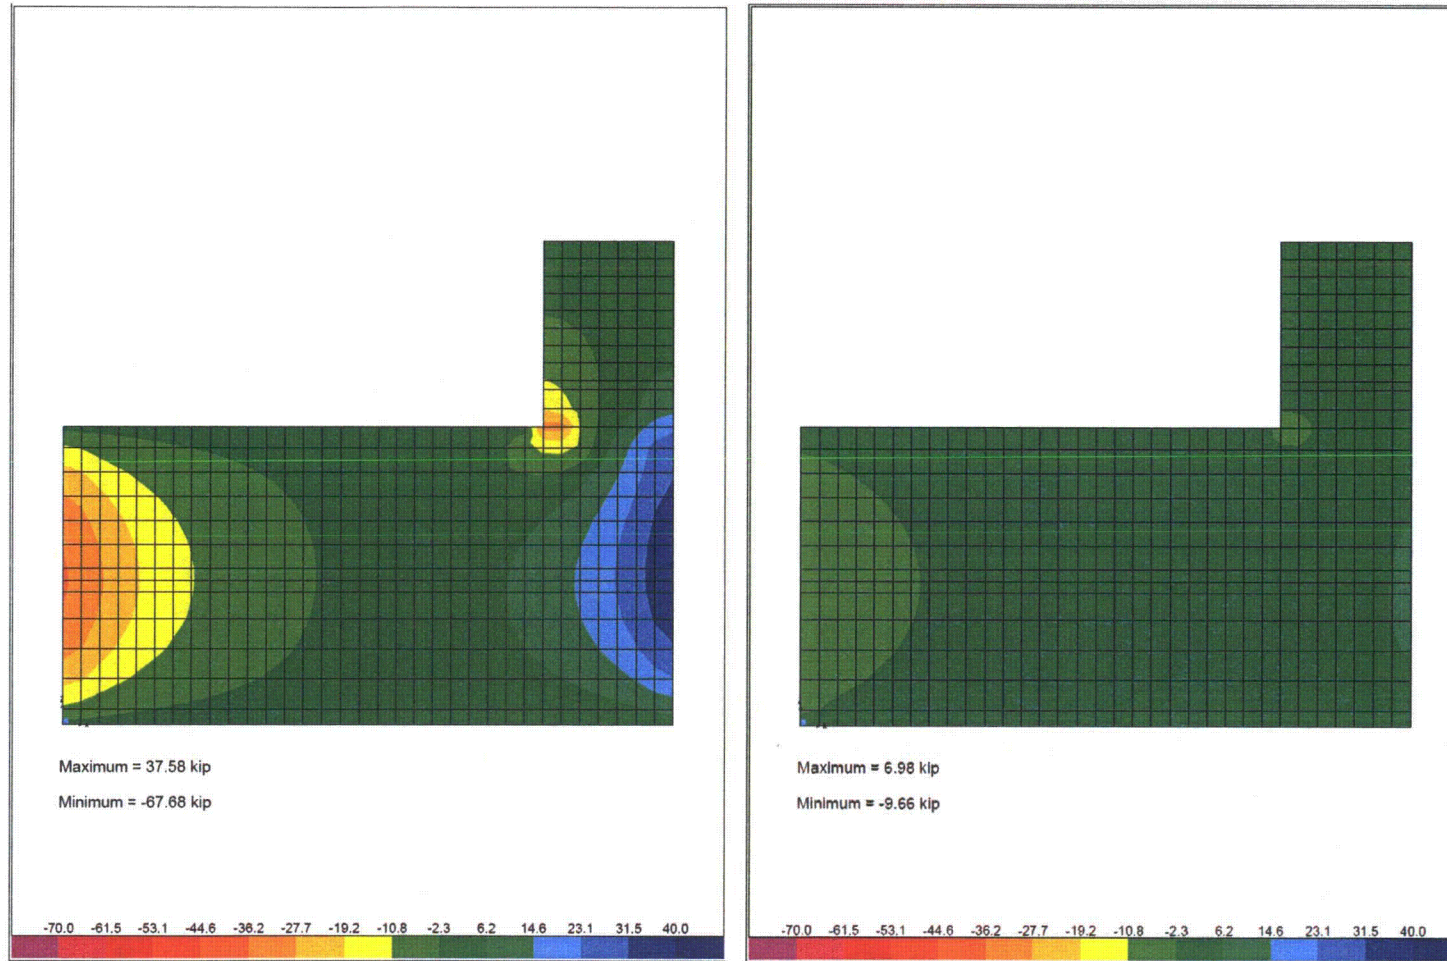 Maximum = 37.58 kip
Minimum = -67.68 kip
-70.0 -61.5 -53.1 -44.6 -36.2 -27.7 -19.2 -10.8 -2.3 6.2 14.6 23.1 31.5 40.0
Maximum = 6.98 kip
Minimum = -9.66 kip
-70.0 -61.5 -53.1 -44.6 -36.2 -27.7 -19.2 -10.8 -2.3 6.2 14.6 23.1 31.5 40.0